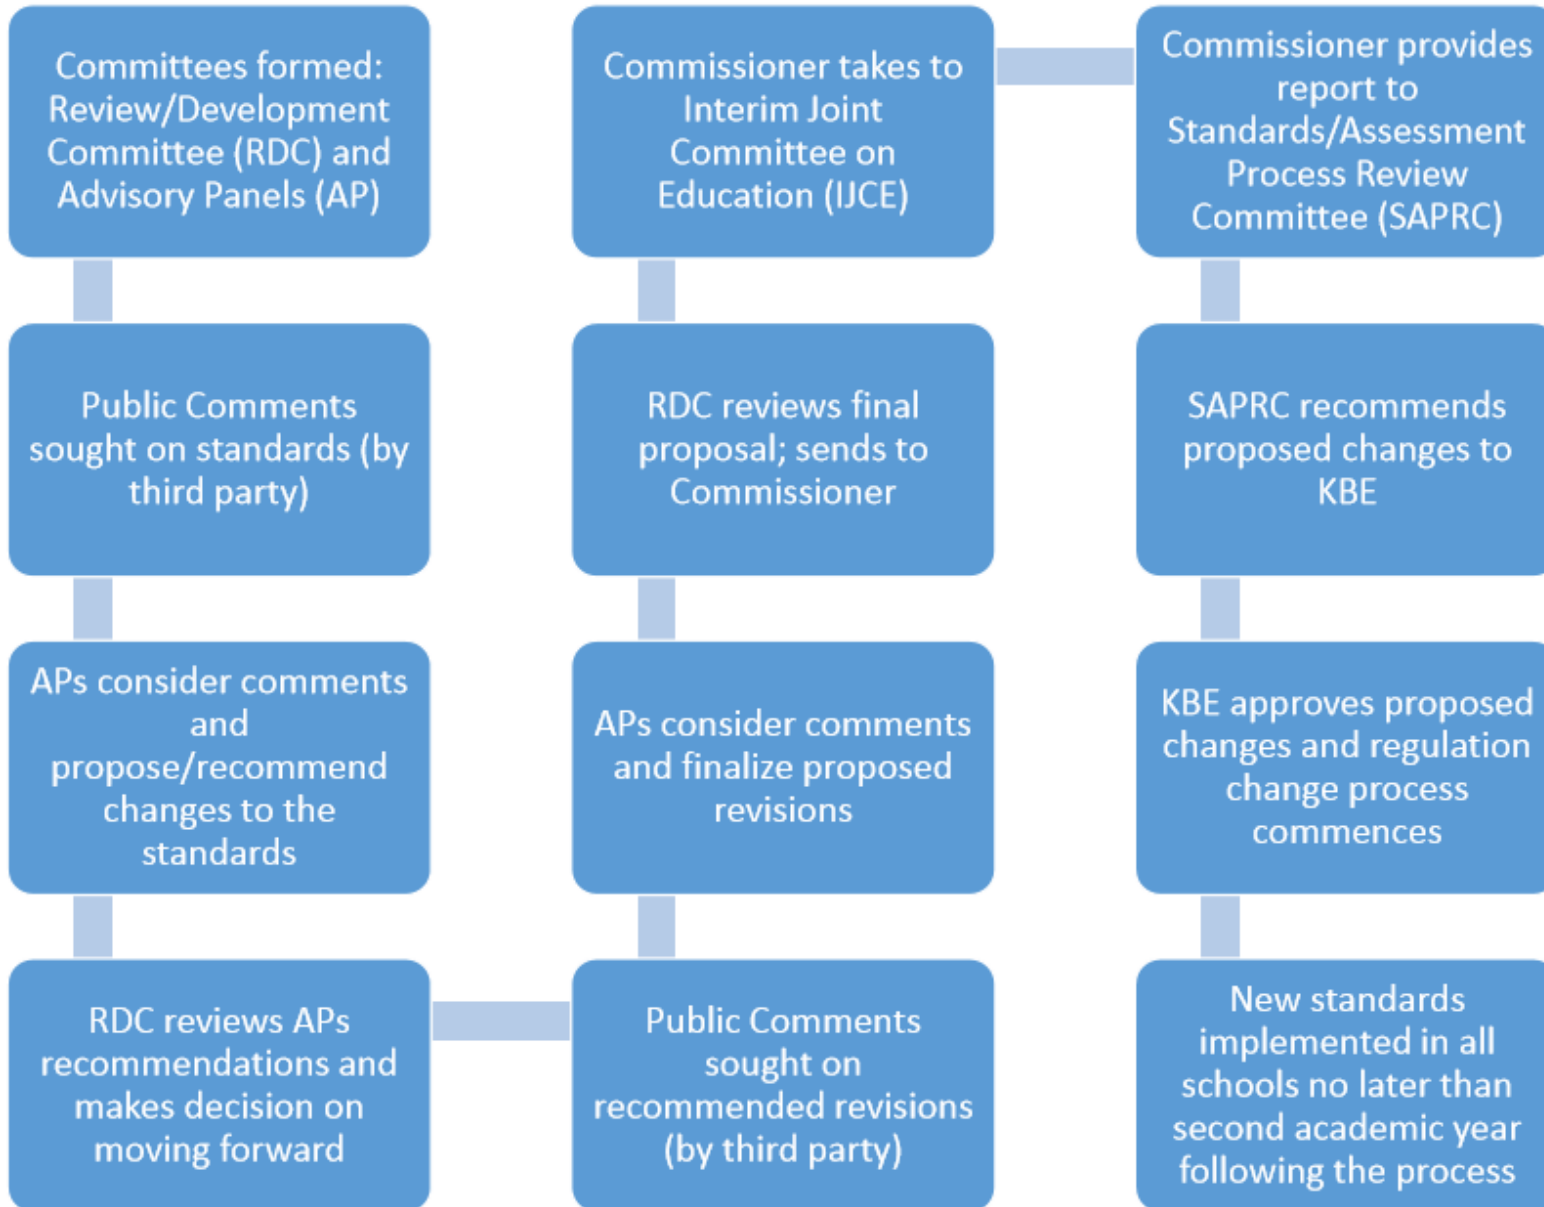 Committees formed:
Review/Development
Committee (RDC) and
Advisory Panels (AP)
Public Comments
sought on standards (by
third party)
APs consider comments
and
propose/recommend
changes to the
standards
RDC reviews APs
recommendations and
makes decision on
moving forward
Public Comments
sought on
recommended revisions
(by third party)
APs consider comments
and finalize proposed
revisions
RDC reviews final
proposal; sends to
Commissioner
Commissioner takes to
Interim Joint
Committee on
Education (IJCE)
Commissioner provides
report to
Standards/Assessment
Process Review
Committee (SAPRC)
SAPRC recommends
proposed changes to
KBE
KBE approves proposed
changes and regulation
change process
commences
New standards
implemented in all
schools no later than
second academic year
following the process